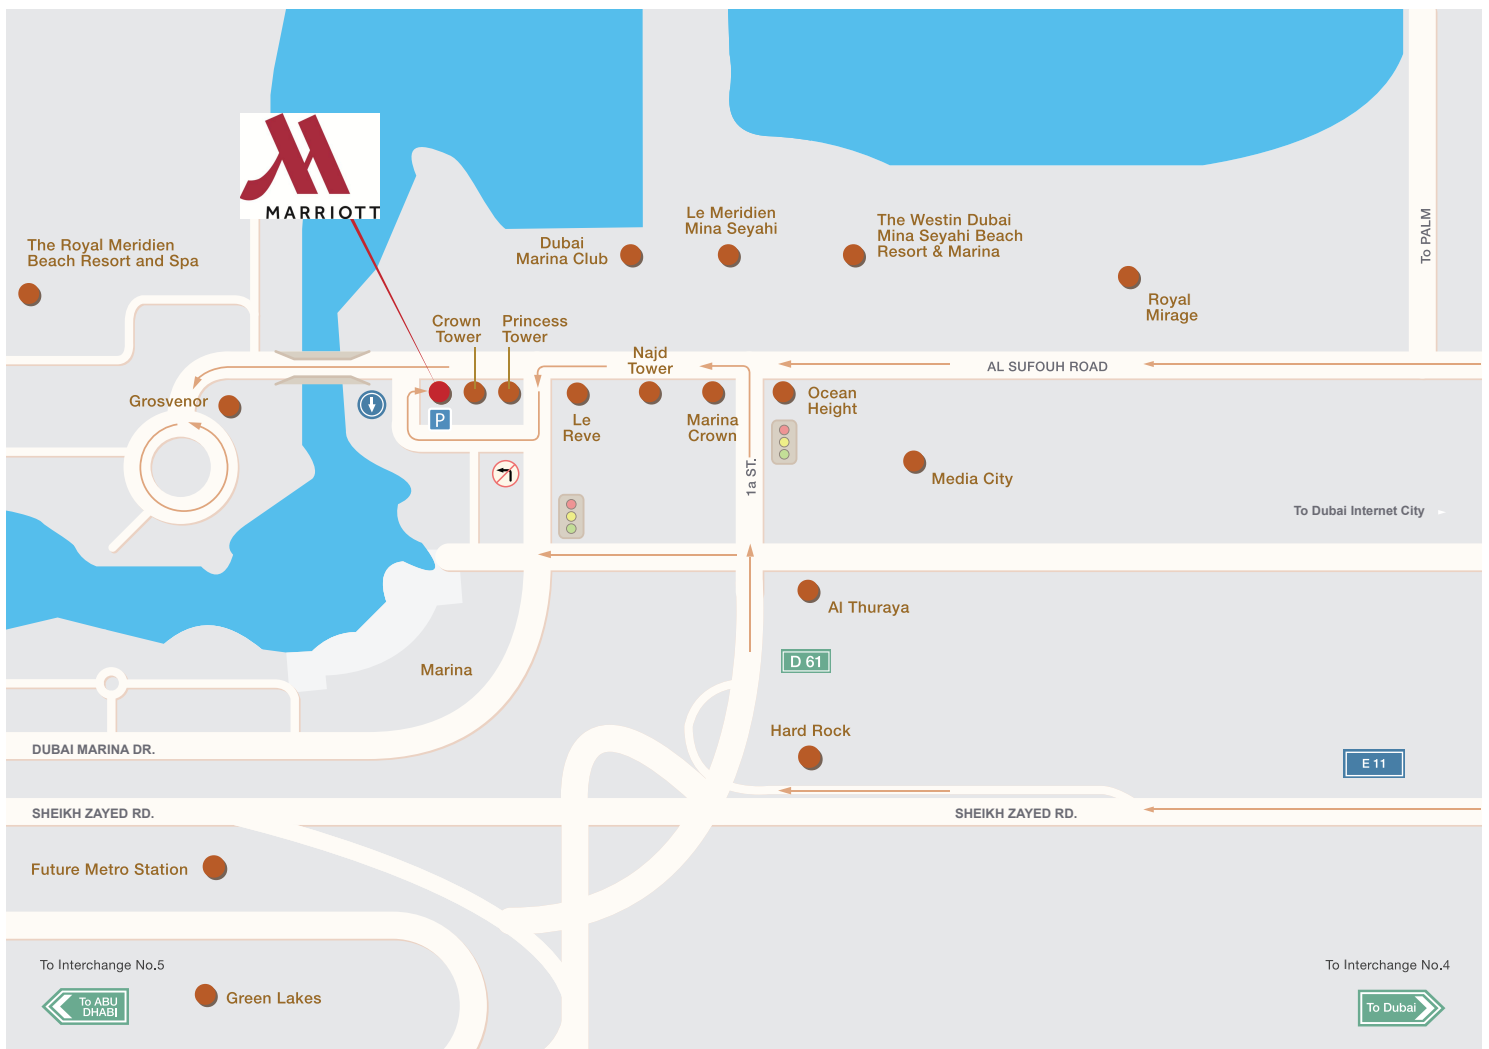 MARRIOTT
The Royal Meridien
Beach Resort and Spa
Dubai
Marina Club
Le Meridien
Mina Seyahi
The Westin Dubai
Mina Seyahi Beach
Resort & Marina
To PALM
Royal
Mirage
Crown
Tower
Princess
Tower
Najd
Tower
AL SUFOUH ROAD
Grosvenor
P
Le
Reve
Marina
Crown
Ocean
Height
1a ST.
Media City
To Dubai Internet City
Al Thuraya
D 61
Marina
Hard Rock
DUBAI MARINA DR.
E 11
SHEIKH ZAYED RD.
SHEIKH ZAYED RD.
Future Metro Station
To Interchange No.5
To ABU
DHABI
Green Lakes
To Interchange No.4
To Dubai